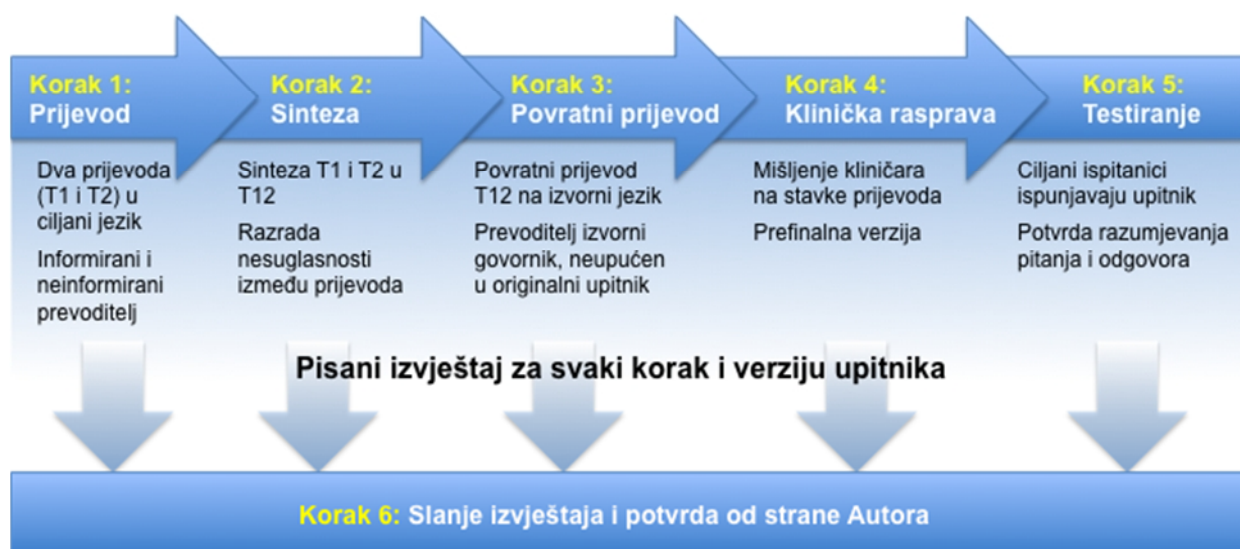 Korak 1:
Prijevod
Korak 2:
Sinteza
Korak 3:
Povratni prijevod
Korak 4:
Klinička rasprava
Korak 5:
Testiranje
Dva prijevoda
(T1 i T2) u
ciljani jezik
Informirani i
neinformirani
prevoditelj
Sinteza T1 i T2 u
T12
Razrada
nesuglasnosti
između prijevoda
Povratni prijevod
T12 na izvorni jezik
Prevoditelj izvorni
govornik, neupućen
u originalni upitnik
Mišljenje kliničara
na stavke prijevoda
Prefinalna verzija
Ciljani ispitanici
ispunjavaju upitnik
Potvrda razumjevanja
pitanja i odgovora
Pisani izvještaj za svaki korak i verziju upitnika
Korak 6: Slanje izvještaja i potvrda od strane Autora